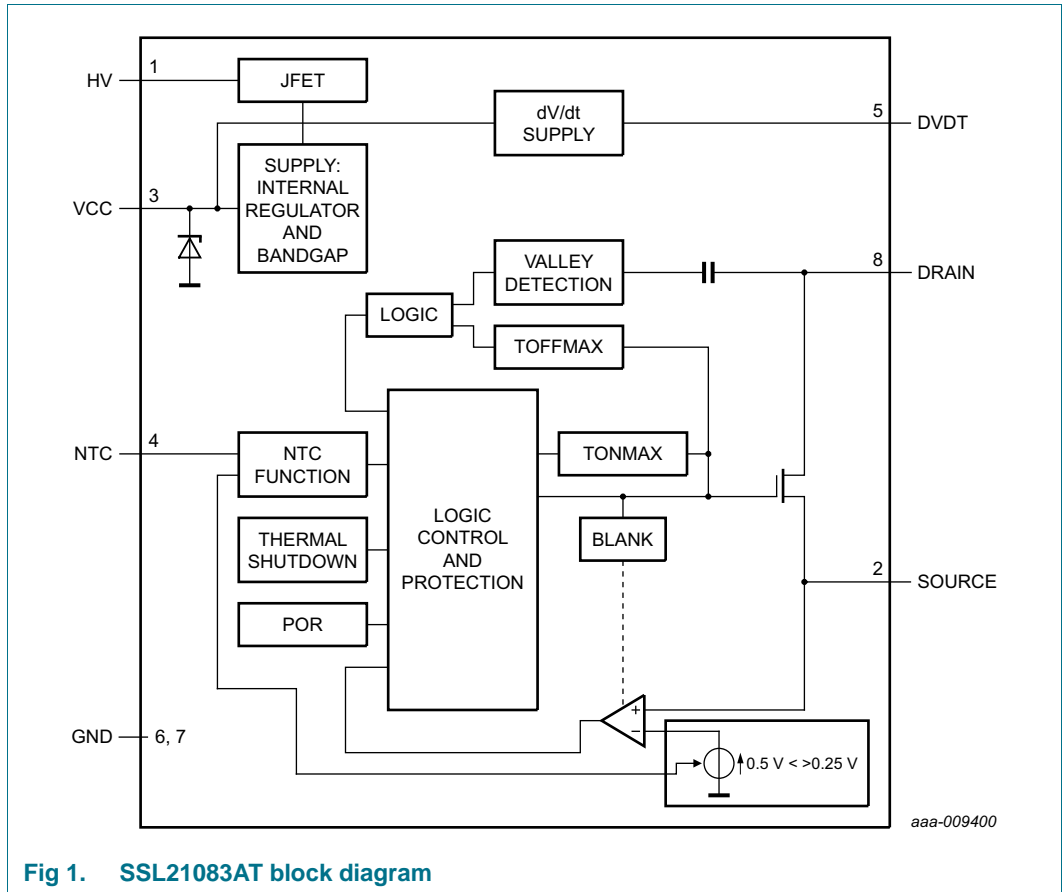 HV
1
JFET
dV/dt
SUPPLY
5
DVDT
SUPPLY:
INTERNAL
REGULATOR
AND
BANDGAP
VCC
3
VALLEY
DETECTION
8
DRAIN
LOGIC
TOFFMAX
NTC
4
NTC
FUNCTION
TONMAX
LOGIC
CONTROL
AND
PROTECTION
BLANK
THERMAL
SHUTDOWN
2
SOURCE
POR
+
−
GND
6, 7
0.5 V < >0.25 V
aaa-009400
Fig 1. SSL21083AT block diagram